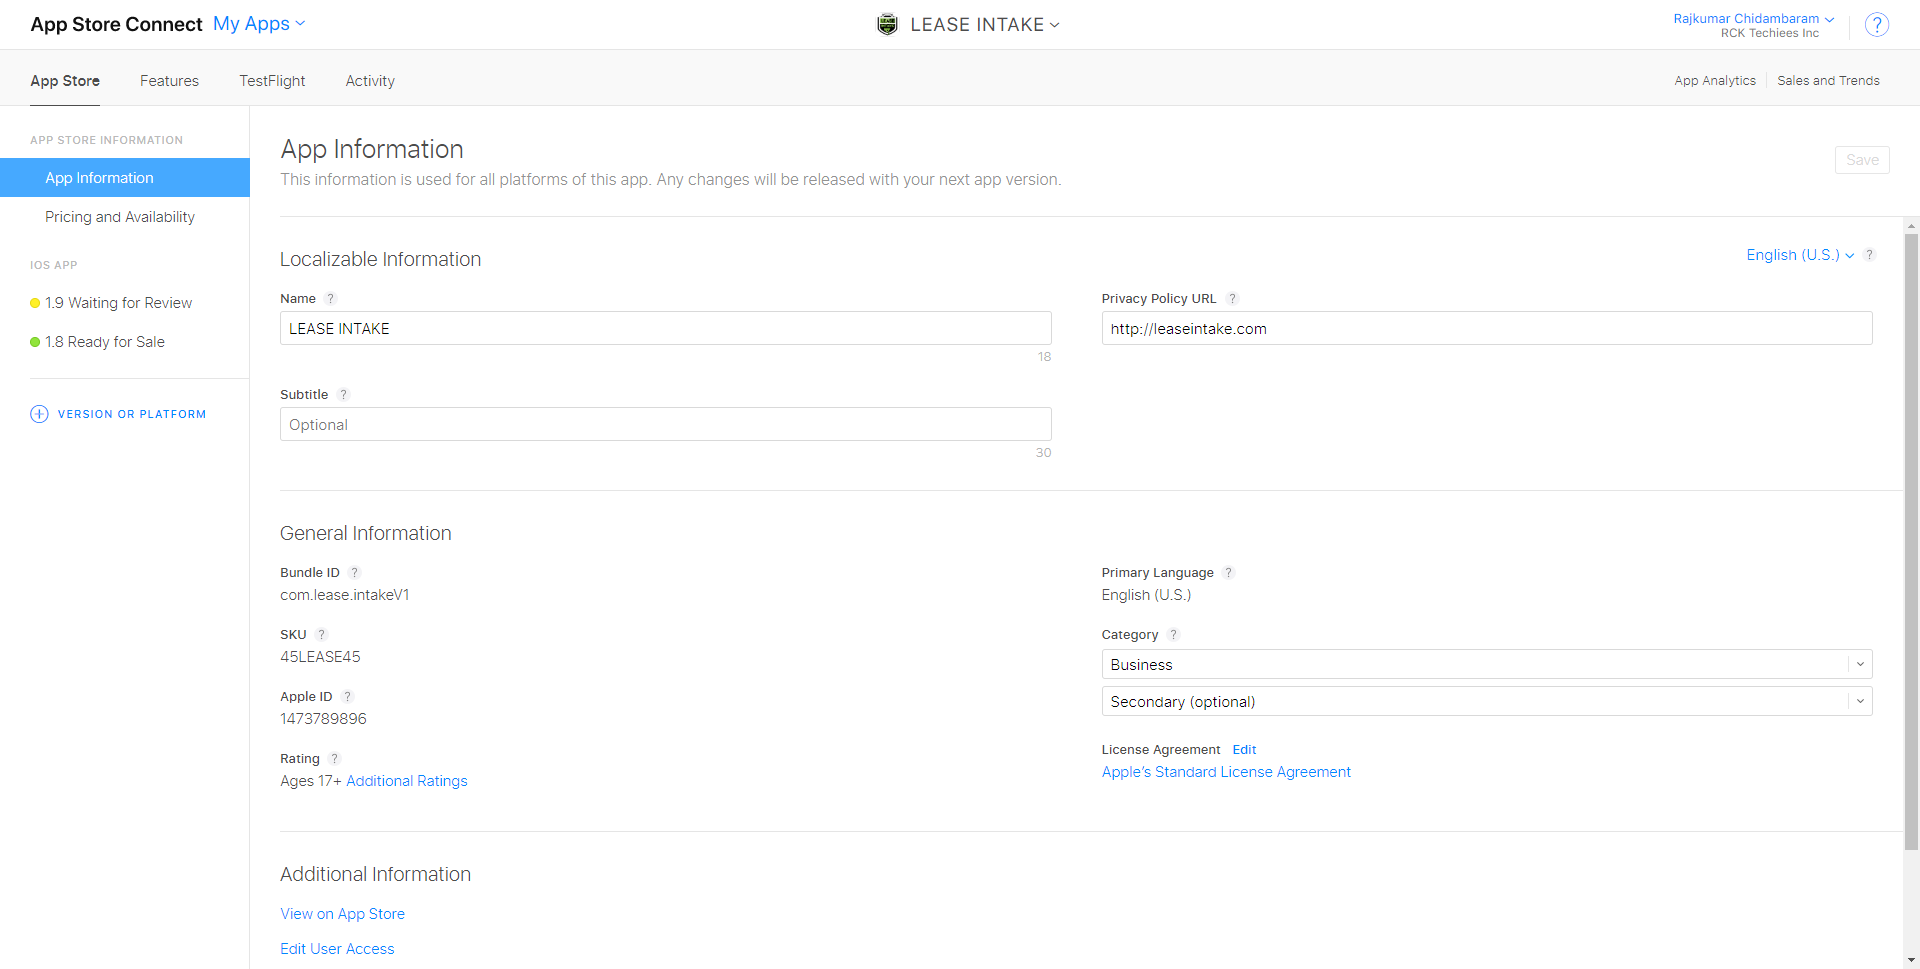 App Store Connect My Apps
LEASE INTAKE
Rajkumar Chidambaram
RCK Techiees Inc
?
App Store Features TestFlight Activity
App Analytics Sales and Trends
APP STORE INFORMATION
App Information
Pricing and Availability
IOS APP
1.9 Waiting for Review
1.8 Ready for Sale
VERSION OR PLATFORM
App Information
This information is used for all platforms of this app. Any changes will be released with your next app version.
Save
Localizable Information
English (U.S.) ?
Name ?
LEASE INTAKE
18
Privacy Policy URL ?
http://leaseintake.com
Subtitle ?
Optional
30
General Information
Bundle ID ?
com.lease.intakeV1
SKU ?
45LEASE45
Apple ID ?
1473789896
Rating ?
Ages 17+ Additional Ratings
Primary Language ?
English (U.S.)
Category ?
Business
Secondary (optional)
License Agreement Edit
Apple's Standard License Agreement
Additional Information
View on App Store
Edit User Access